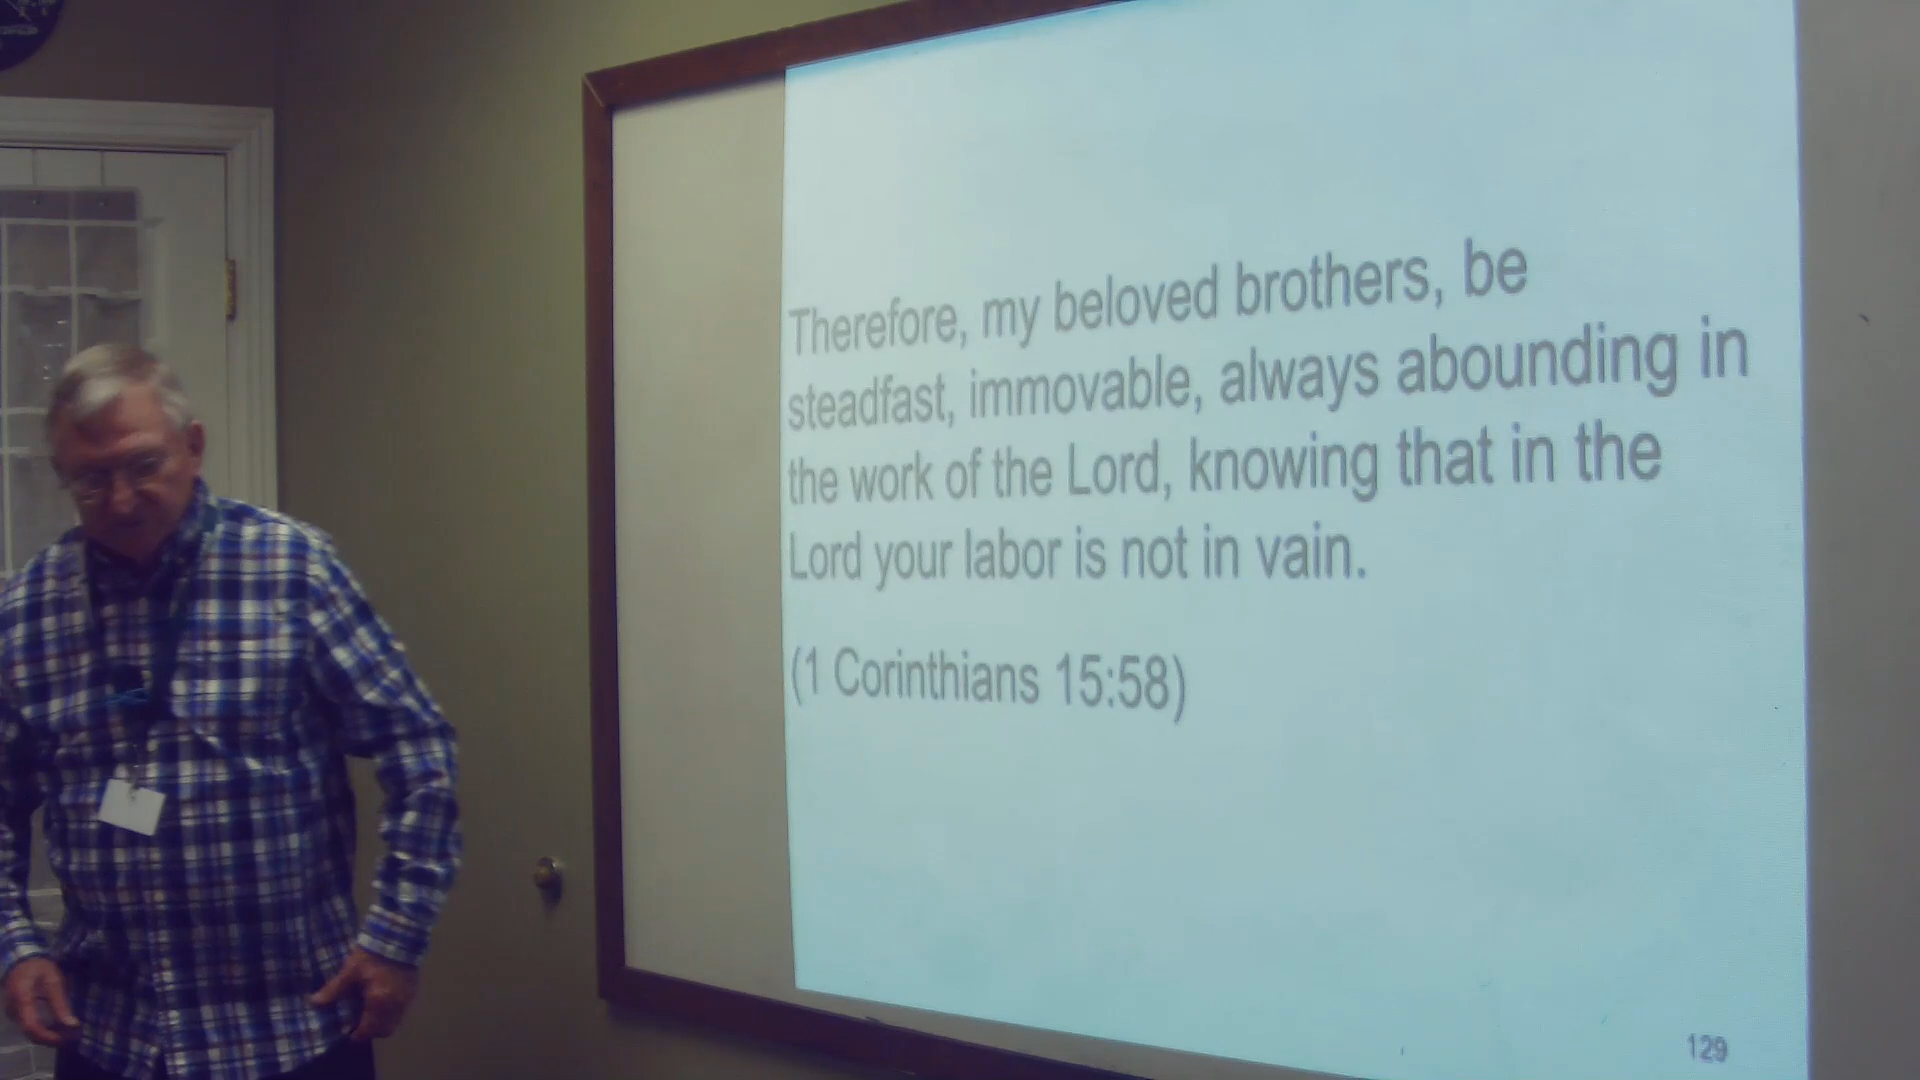 Therefore, my beloved brothers, be
steadfast, immovable, always abounding in
the work of the Lord, knowing that in the
Lord your labor is not in vain.
(1 Corinthians 15:58)
129